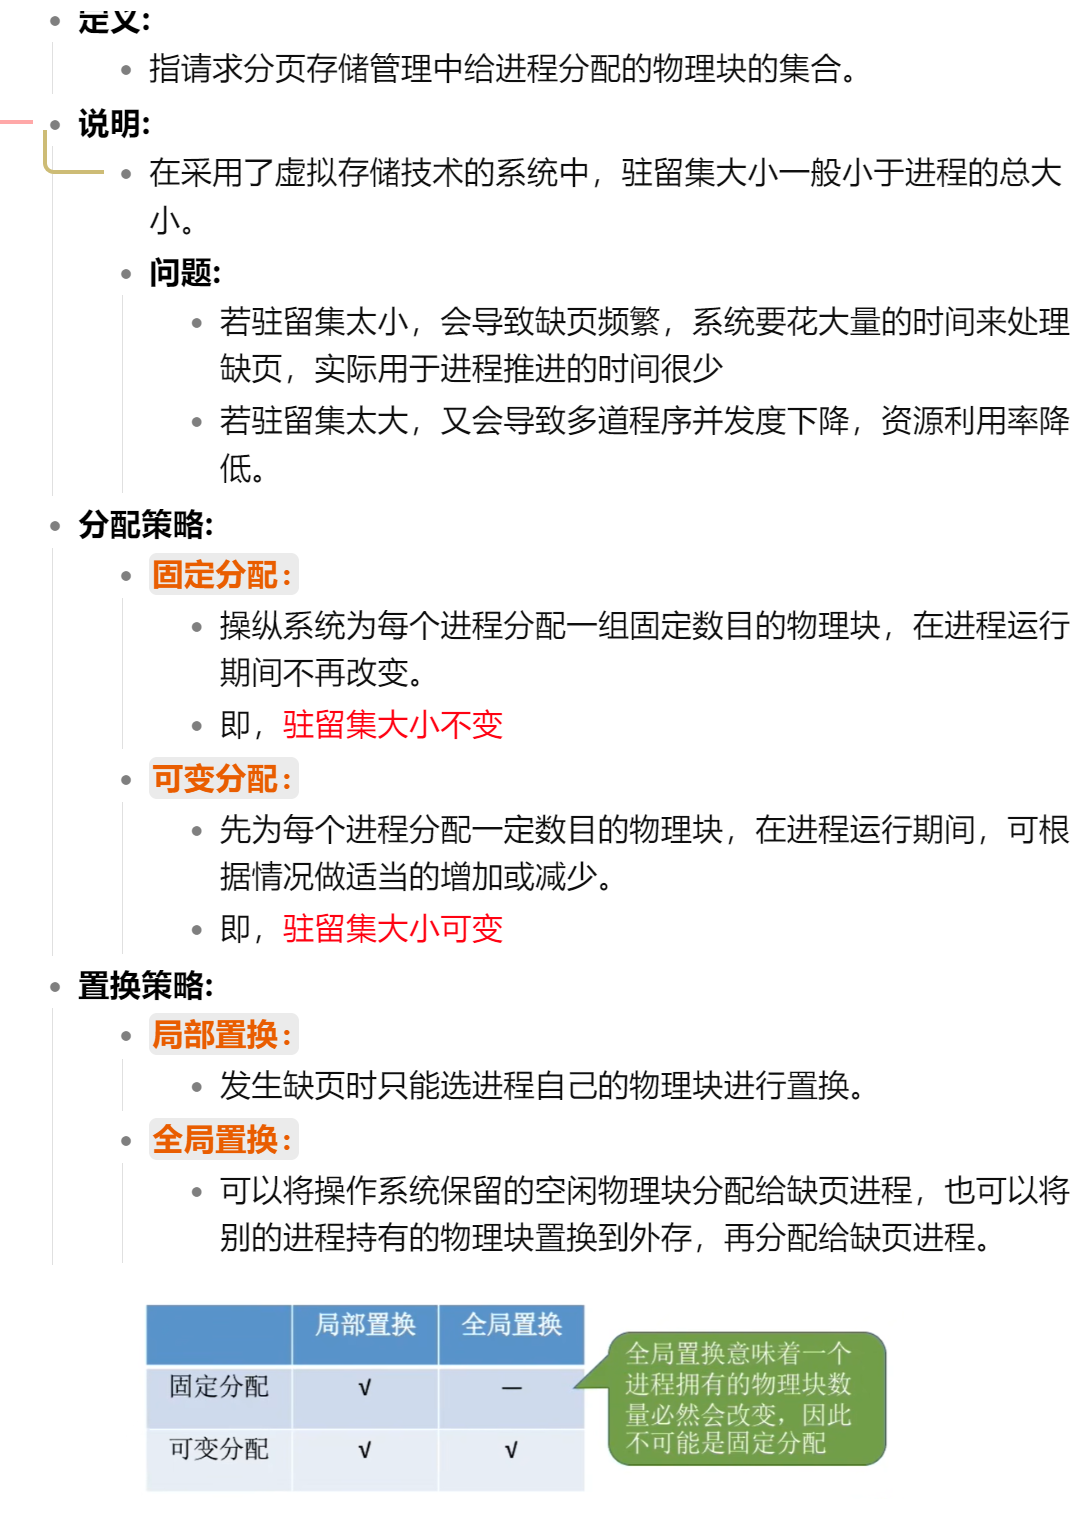 定义:
指请求分页存储管理中给进程分配的物理块的集合。
说明:
在采用了虚拟存储技术的系统中，驻留集大小一般小于进程的总大
小。
问题:
若驻留集太小，会导致缺页频繁，系统要花大量的时间来处理
缺页，实际用于进程推进的时间很少
若驻留集太大，又会导致多道程序并发度下降，资源利用率降
低。
分配策略:
固定分配：
操纵系统为每个进程分配一组固定数目的物理块，在进程运行
期间不再改变。
即，驻留集大小不变
可变分配：
先为每个进程分配一定数目的物理块，在进程运行期间，可根
据情况做适当的增加或减少。
即，驻留集大小可变
置换策略:
局部置换：
发生缺页时只能选进程自己的物理块进行置换。
全局置换：
可以将操作系统保留的空闲物理块分配给缺页进程，也可以将
别的进程持有的物理块置换到外存，再分配给缺页进程。
局部置换 全局置换
固定分配 √ —
可变分配 √ √
全局置换意味着一个
进程拥有的物理块数
量必然会改变，因此
不可能是固定分配